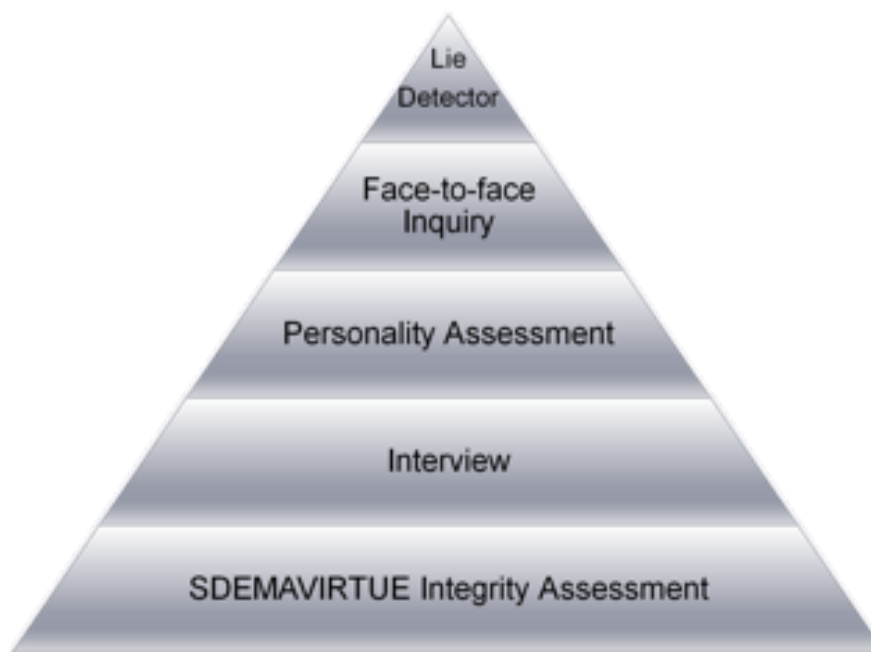 Lie
Detector
Face-to-face
Inquiry
Personality Assessment
Interview
SDEMAVIRTUE Integrity Assessment